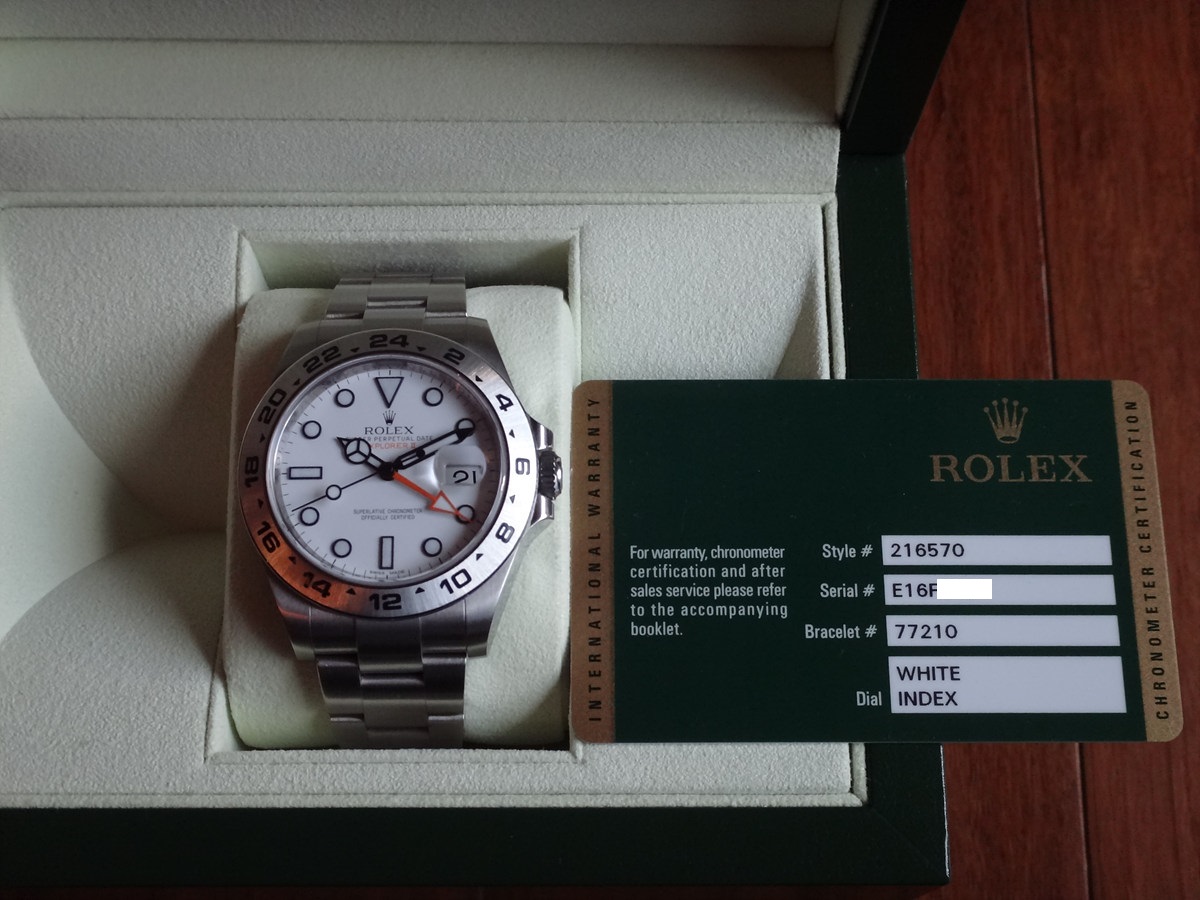 24
2
4
6
8
10
12
14
16
18
20
22
ROLEX
PERPETUAL DATE
21
SUPERLATIVE CHRONOMETER
OFFICIALLY CERTIFIED
INTERNATIONAL WARRANTY
ROLEX
For warranty, chronometer
certification and after
sales service please refer
to the accompanying
booklet.
Style # 216570
Serial # E16F
Bracelet # 77210
Dial WHITE
INDEX
CHRONOMETER CERTIFICATION